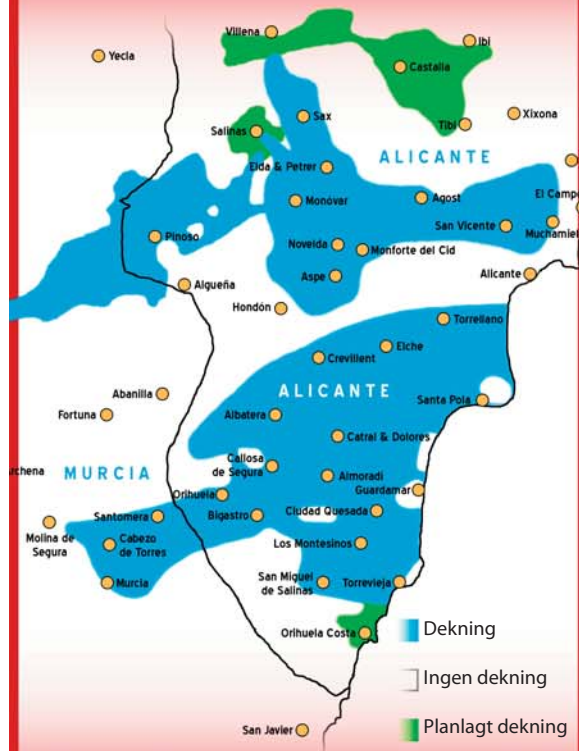 Villena
Ibi
Yecla
Castalla
Xixona
Sax
Tibi
Salinas
ALICANTE
Elda & Petrer
Monóvar
Agost
El Campe
San Vicente
Muchamiel
Pinoso
Novelda
Monforte del Cid
Aspe
Alicante
Algueña
Hondón
Torrellano
Elche
Crevillent
ALICANTE
Abanilla
Santa Pola
Fortuna
Albatera
Catral & Dolores
Callosa
de Segura
MURCIA
Archena
Almoradí
Guardamar
Orihuela
Santomera
Bigastro
Ciudad Quesada
Molina de
Segura
Cabezo
de Torres
Los Montesinos
Murcia
San Miguel
de Salinas
Torrevieja
Dekning
Orihuela Costa
Ingen dekning
San Javier
Planlagt dekning